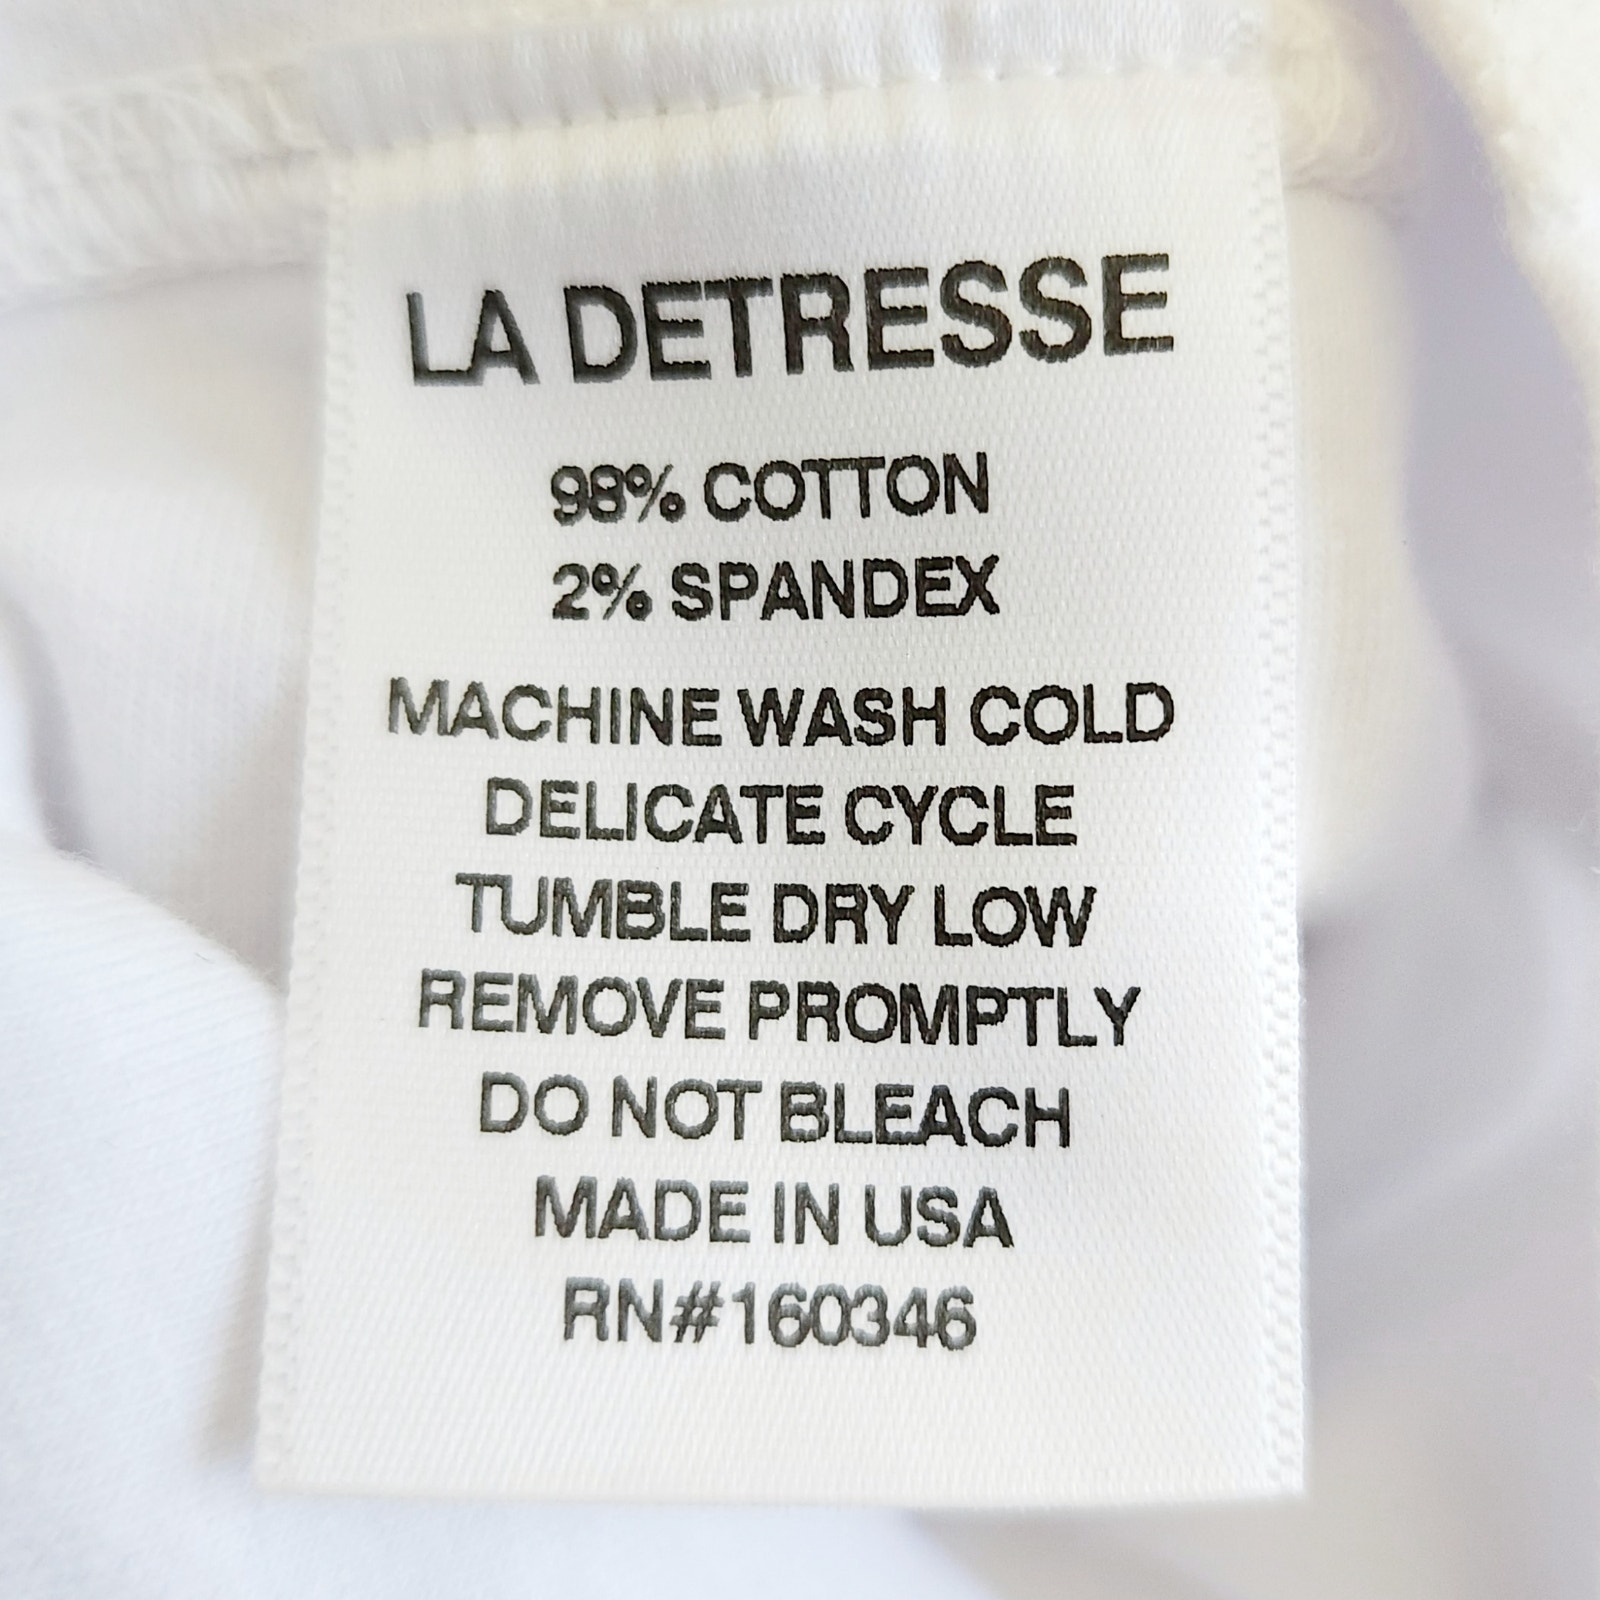 LA DETRESSE
98% COTTON
2% SPANDEX
MACHINE WASH COLD
DELICATE CYCLE
TUMBLE DRY LOW
REMOVE PROMPTLY
DO NOT BLEACH
MADE IN USA
RN#160346